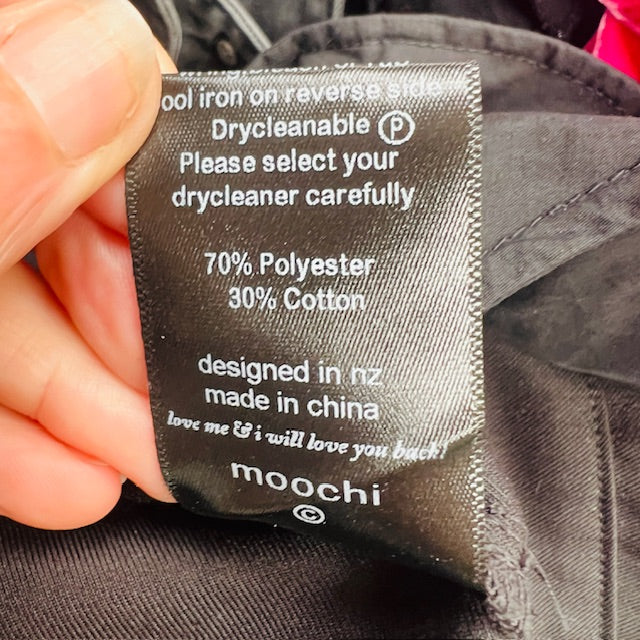 ool iron on reverse side
Drycleanable Ⓟ
Please select your
drycleaner carefully
70% Polyester
30% Cotton
designed in nz
made in china
love me & i will love you back!
moochi
©